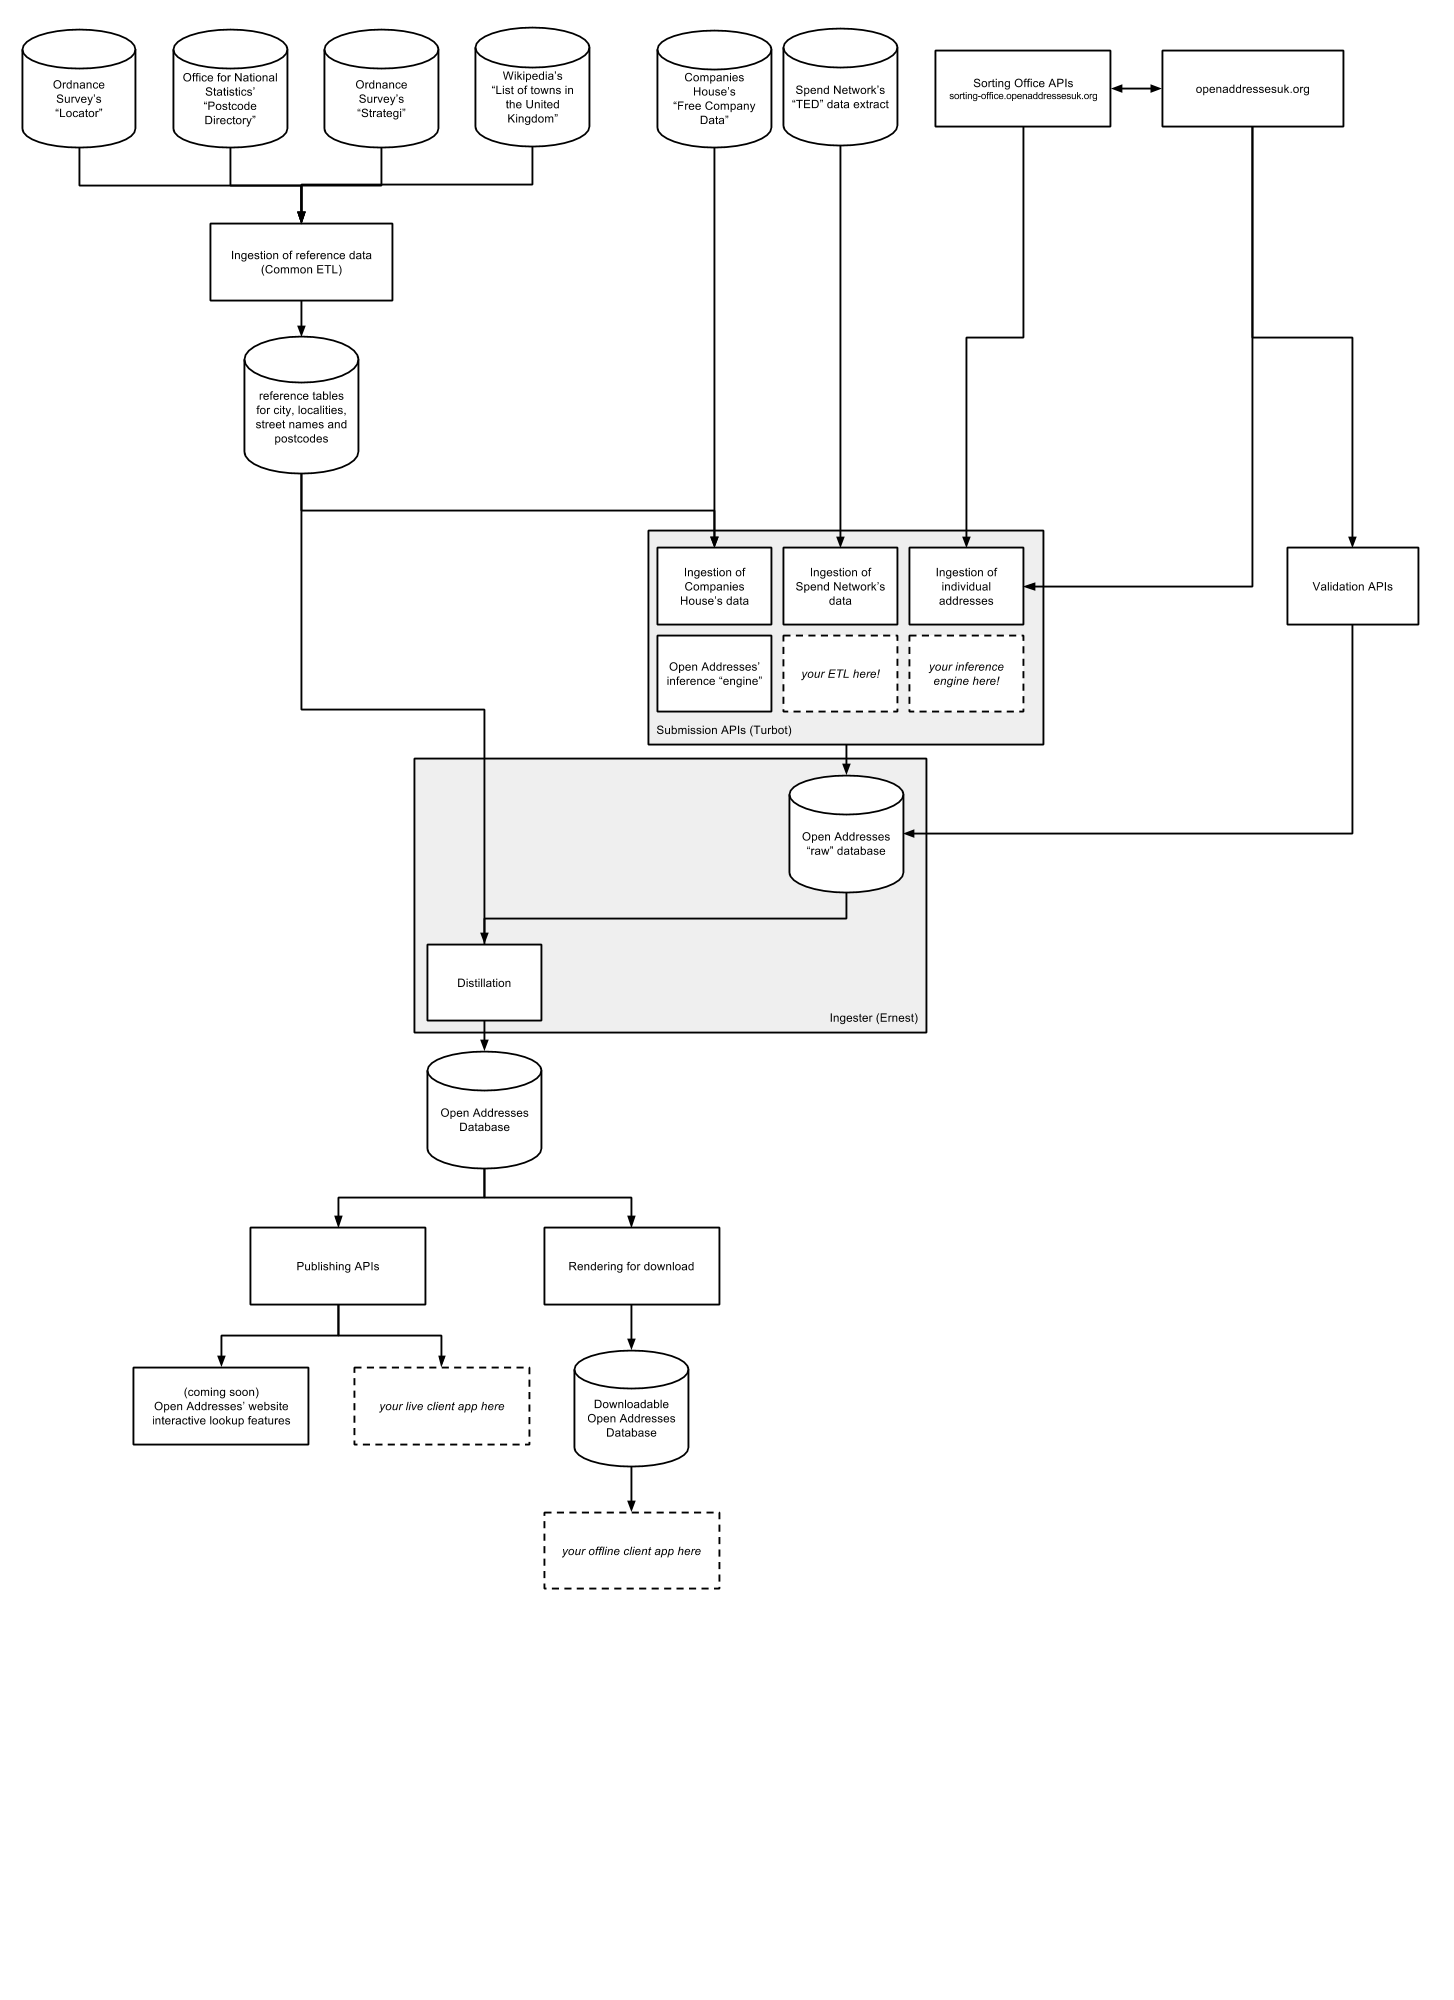 Ordnance
Survey's
“Locator”
Office for National
Statistics’
“Postcode
Directory”
Ordnance
Survey’s
“Strategi”
Wikipedia’s
“List of towns in
the United
Kingdom”
Companies
House’s
“Free Company
Data”
Spend Network’s
“TED” data extract
Sorting Office APIs
sorting-office.openaddressesuk.org
openaddressesuk.org
Ingestion of reference data
(Common ETL)
reference tables
for city, localities,
street names and
postcodes
Ingestion of
Companies
House’s data
Ingestion of
Spend Network’s
data
Ingestion of
individual
addresses
Validation APIs
Open Addresses’
inference “engine”
your ETL here!
your inference
engine here!
Submission APIs (Turbot)
Open Addresses
“raw” database
Distillation
Ingester (Ernest)
Open Addresses
Database
Publishing APIs
Rendering for download
(coming soon)
Open Addresses’ website
interactive lookup features
your live client app here
Downloadable
Open Addresses
Database
your offline client app here